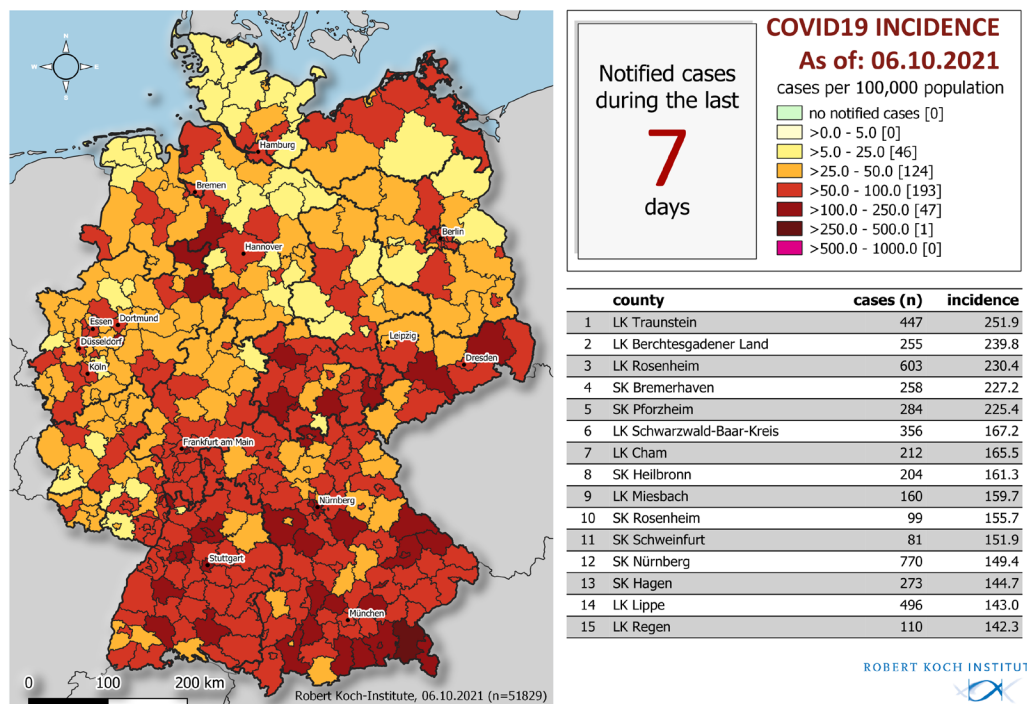 N
W
E
S
Hamburg
Bremen
Berlin
Hannover
Essen
Dortmund
Düsseldorf
Leipzig
Köln
Dresden
Frankfurt am Main
Nürnberg
Stuttgart
München
0 100 200 km
Robert Koch-Institute, 06.10.2021 (n=51829)
Notified cases
during the last
7
days
COVID19 INCIDENCE
As of: 06.10.2021
cases per 100,000 population
no notified cases [0]
>0.0 - 5.0 [0]
>5.0 - 25.0 [46]
>25.0 - 50.0 [124]
>50.0 - 100.0 [193]
>100.0 - 250.0 [47]
>250.0 - 500.0 [1]
>500.0 - 1000.0 [0]
county cases (n) incidence
1 LK Traunstein 447 251.9
2 LK Berchtesgadener Land 255 239.8
3 LK Rosenheim 603 230.4
4 SK Bremerhaven 258 227.2
5 SK Pforzheim 284 225.4
6 LK Schwarzwald-Baar-Kreis 356 167.2
7 LK Cham 212 165.5
8 SK Heilbronn 204 161.3
9 LK Miesbach 160 159.7
10 SK Rosenheim 99 155.7
11 SK Schweinfurt 81 151.9
12 SK Nürnberg 770 149.4
13 SK Hagen 273 144.7
14 LK Lippe 496 143.0
15 LK Regen 110 142.3
ROBERT KOCH INSTITU